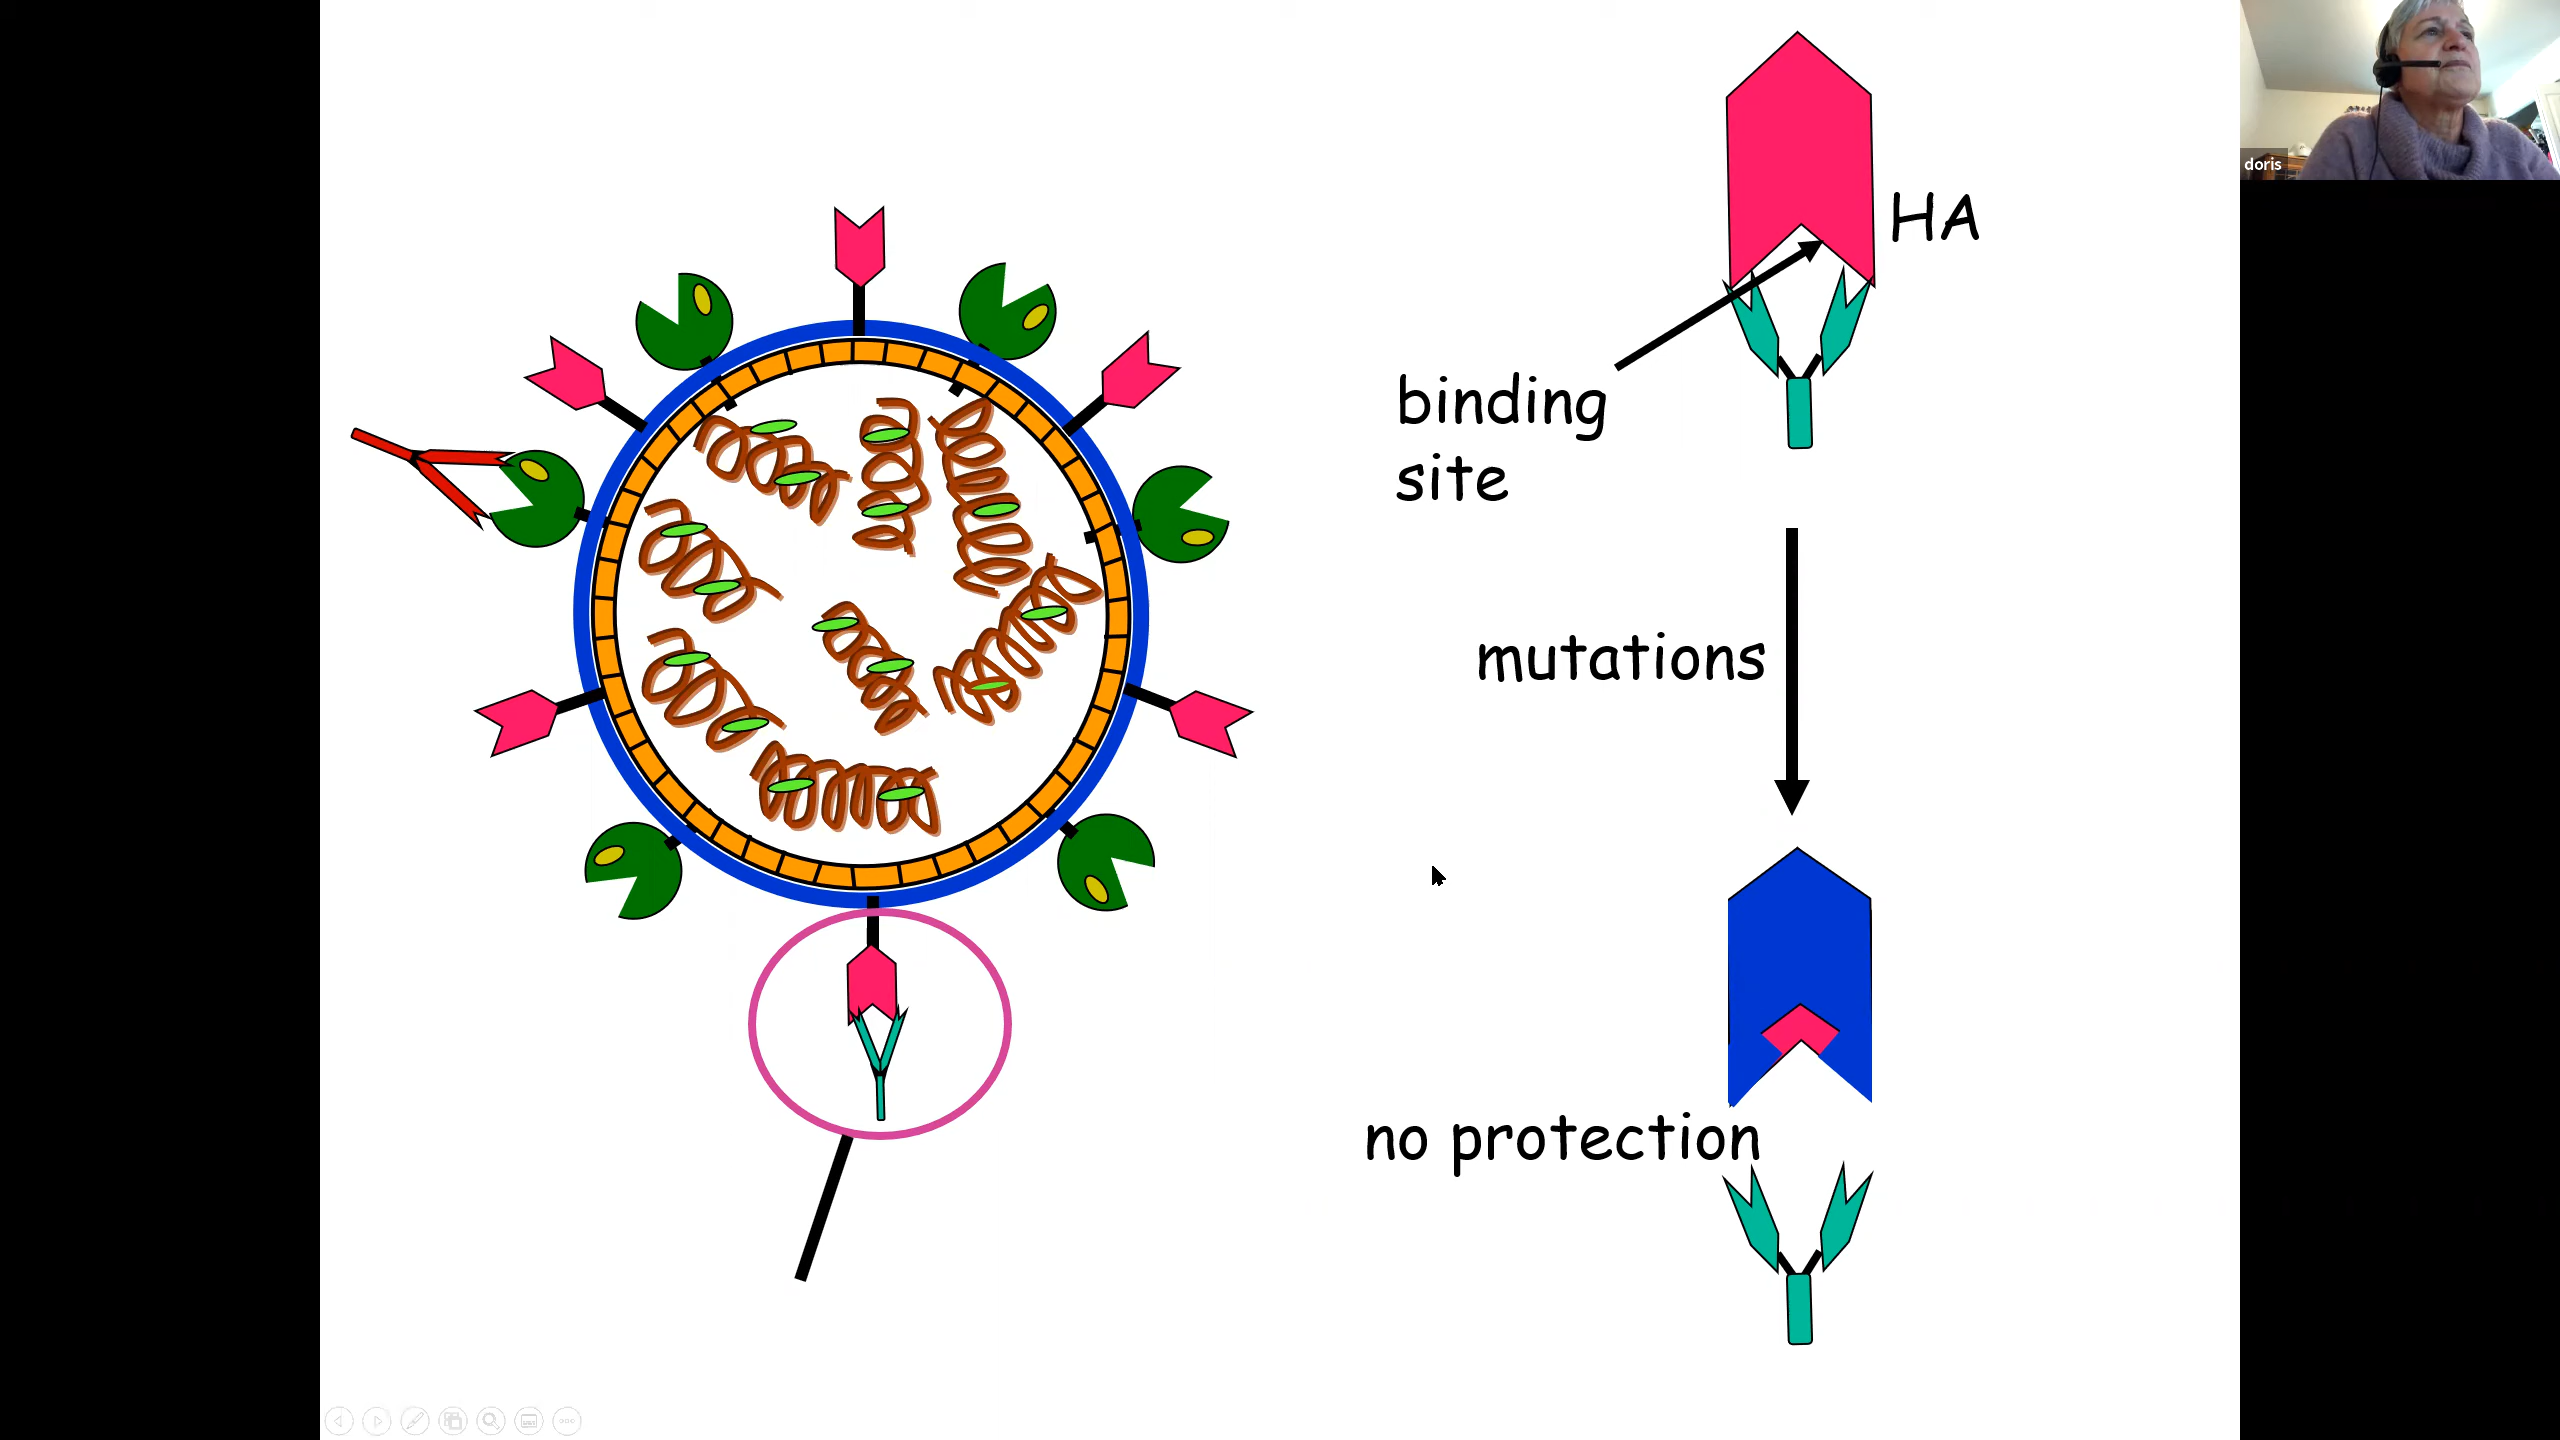 HA
binding
site
mutations
no protection
doris